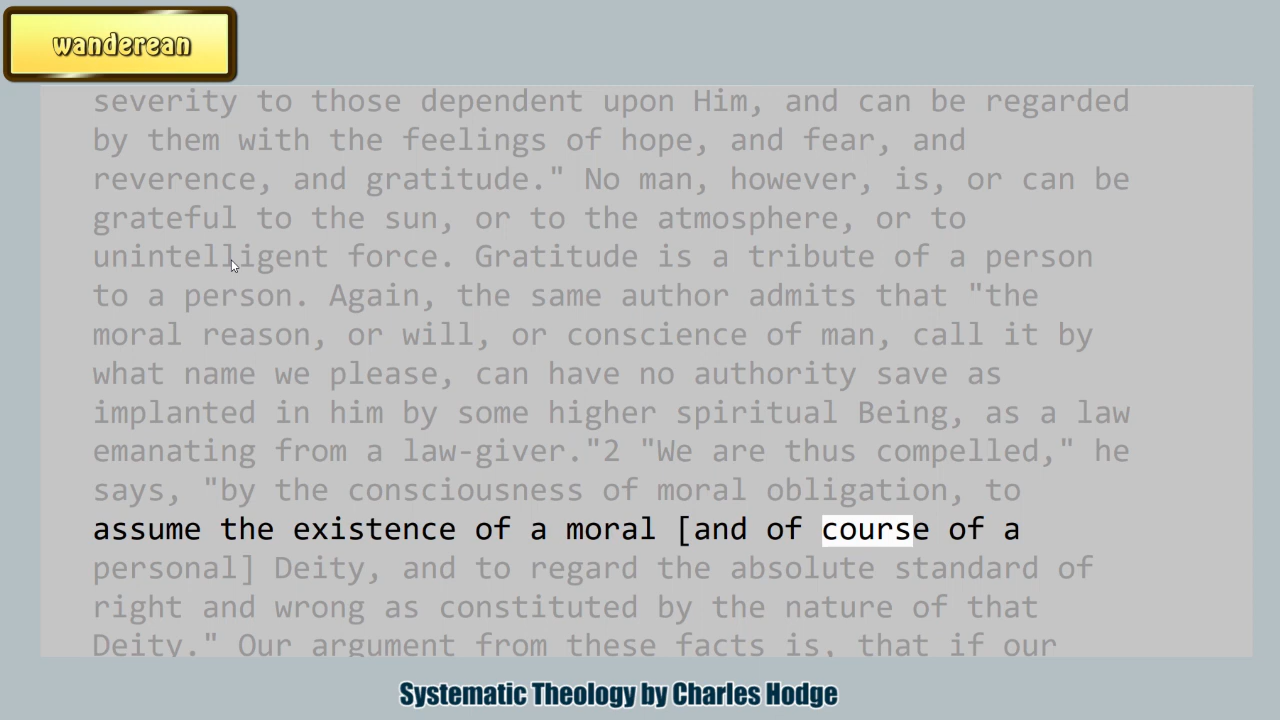 wanderean
severity to those dependent upon Him, and can be regarded
by them with the feelings of hope, and fear, and
reverence, and gratitude." No man, however, is, or can be
grateful to the sun, or to the atmosphere, or to
unintelligent force. Gratitude is a tribute of a person
to a person. Again, the same author admits that "the
moral reason, or will, or conscience of man, call it by
what name we please, can have no authority save as
implanted in him by some higher spiritual Being, as a law
emanating from a law-giver."2 "We are thus compelled," he
says, "by the consciousness of moral obligation, to
assume the existence of a moral [and of course of a
personal] Deity, and to regard the absolute standard of
right and wrong as constituted by the nature of that
Deity." Our argument from these facts is, that if our
Systematic Theology by Charles Hodge